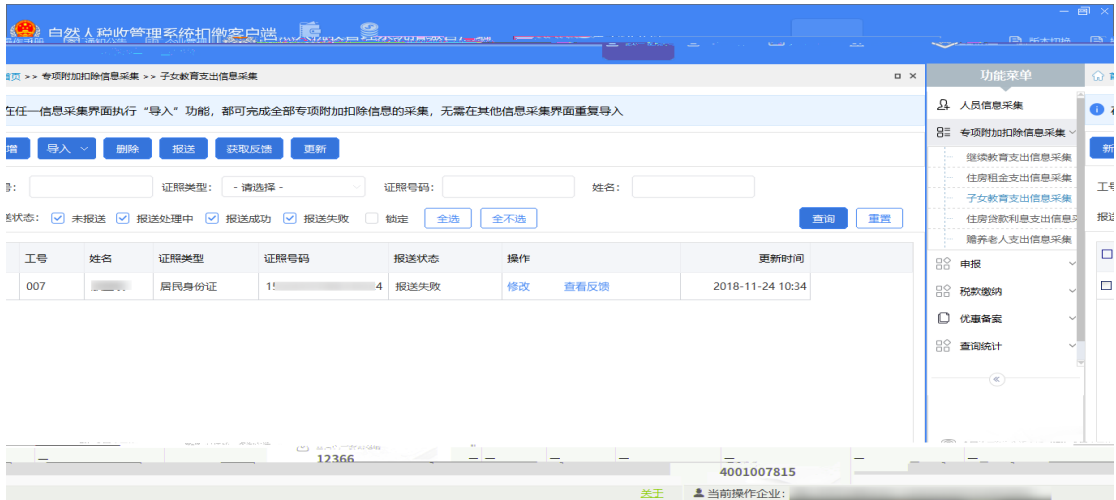 自然人税收管理系统扣缴客户端
首页 >> 专项附加扣除信息采集 >> 子女教育支出信息采集
在任一信息采集界面执行“导入”功能，都可完成全部专项附加扣除信息的采集，无需在其他信息采集界面重复导入
增 导入 删除 报送 获取反馈 更新
号： 证照类型： - 请选择 - 证照号码： 姓名：
送状态： 未报送 报送处理中 报送成功 报送失败 锁定 全选 全不选 查询 重置
工号 姓名 证照类型 证照号码 报送状态 操作 更新时间
007 居民身份证 15 4 报送失败 修改 查看反馈 2018-11-24 10:34
功能菜单
人员信息采集
专项附加扣除信息采集
继续教育支出信息采集
住房租金支出信息采集
子女教育支出信息采集
住房贷款利息支出信息采
赡养老人支出信息采集
申报
税款缴纳
优惠备案
查询统计
首
在
新
工号
报送
12366
4001007815
关于 当前操作企业：